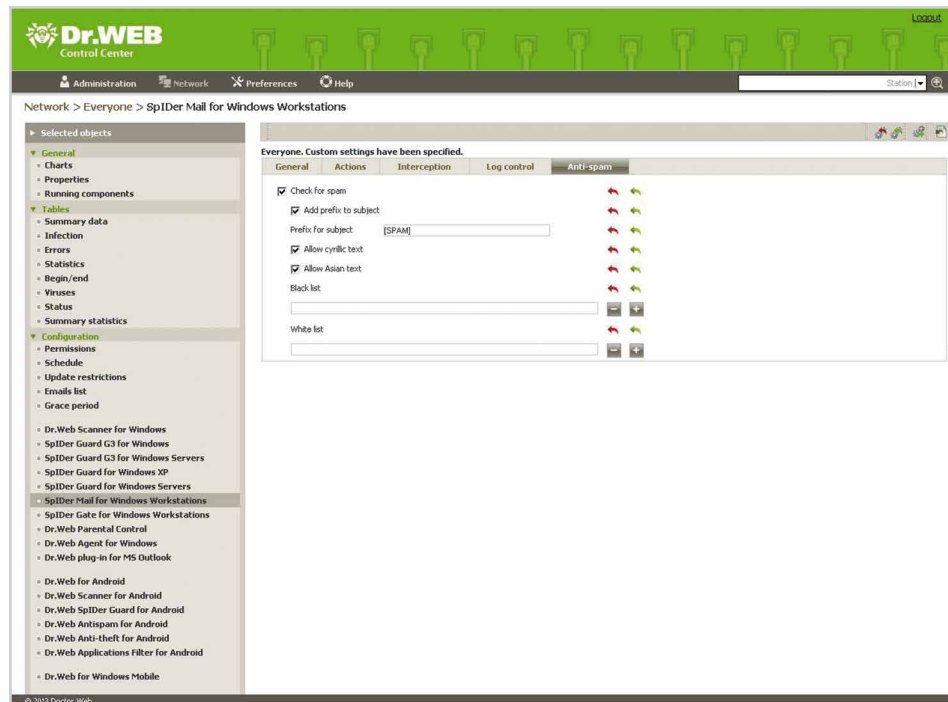 Logout
Dr.WEB
Control Center
Administration Network Preferences Help Station
Network > Everyone > SpIDer Mail for Windows Workstations
Selected objects
General
Charts
Properties
Running components
Tables
Summary data
Infection
Errors
Statistics
Begin/end
Viruses
Status
Summary statistics
Configuration
Permissions
Schedule
Update restrictions
Emails list
Grace period
Dr.Web Scanner for Windows
SpIDer Guard G3 for Windows
SpIDer Guard G3 for Windows Servers
SpIDer Guard for Windows XP
SpIDer Guard for Windows Servers
SpIDer Mail for Windows Workstations
SpIDer Gate for Windows Workstations
Dr.Web Parental Control
Dr.Web Agent for Windows
Dr.Web plug-in for MS Outlook
Dr.Web for Android
Dr.Web Scanner for Android
Dr.Web SpIDer Guard for Android
Dr.Web Antispam for Android
Dr.Web Anti-theft for Android
Dr.Web Applications Filter for Android
Dr.Web for Windows Mobile
Everyone. Custom settings have been specified.
General Actions Interception Log control Anti-spam
Check for spam
Add prefix to subject
Prefix for subject [SPAM]
Allow cyrillic text
Allow Asian text
Black list
White list
© 2013 Doctor Web